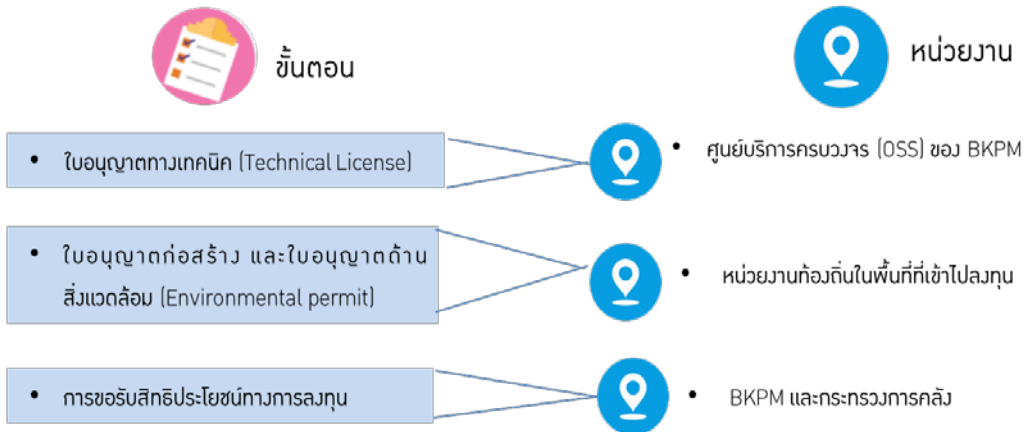 ขั้นตอน
หน่วยงาน
• ใบอนุญาตทางเทคนิค (Technical License)
• ศูนย์บริการครบวงจร (OSS) ของ BKPM
• ใบอนุญาตก่อสร้าง และใบอนุญาตด้าน
สิ่งแวดล้อม (Environmental permit)
• หน่วยงานท้องถิ่นในพื้นที่ที่เข้าไปลงทุน
• การขอรับสิทธิประโยชน์ทางการลงทุน
• BKPM และกระทรวงการคลัง